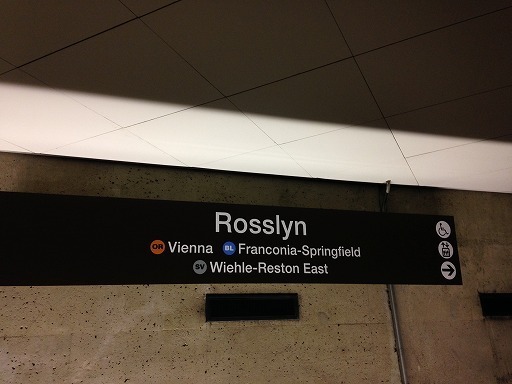 Rosslyn
OR Vienna BL Franconia-Springfield
SV Wiehle-Reston East